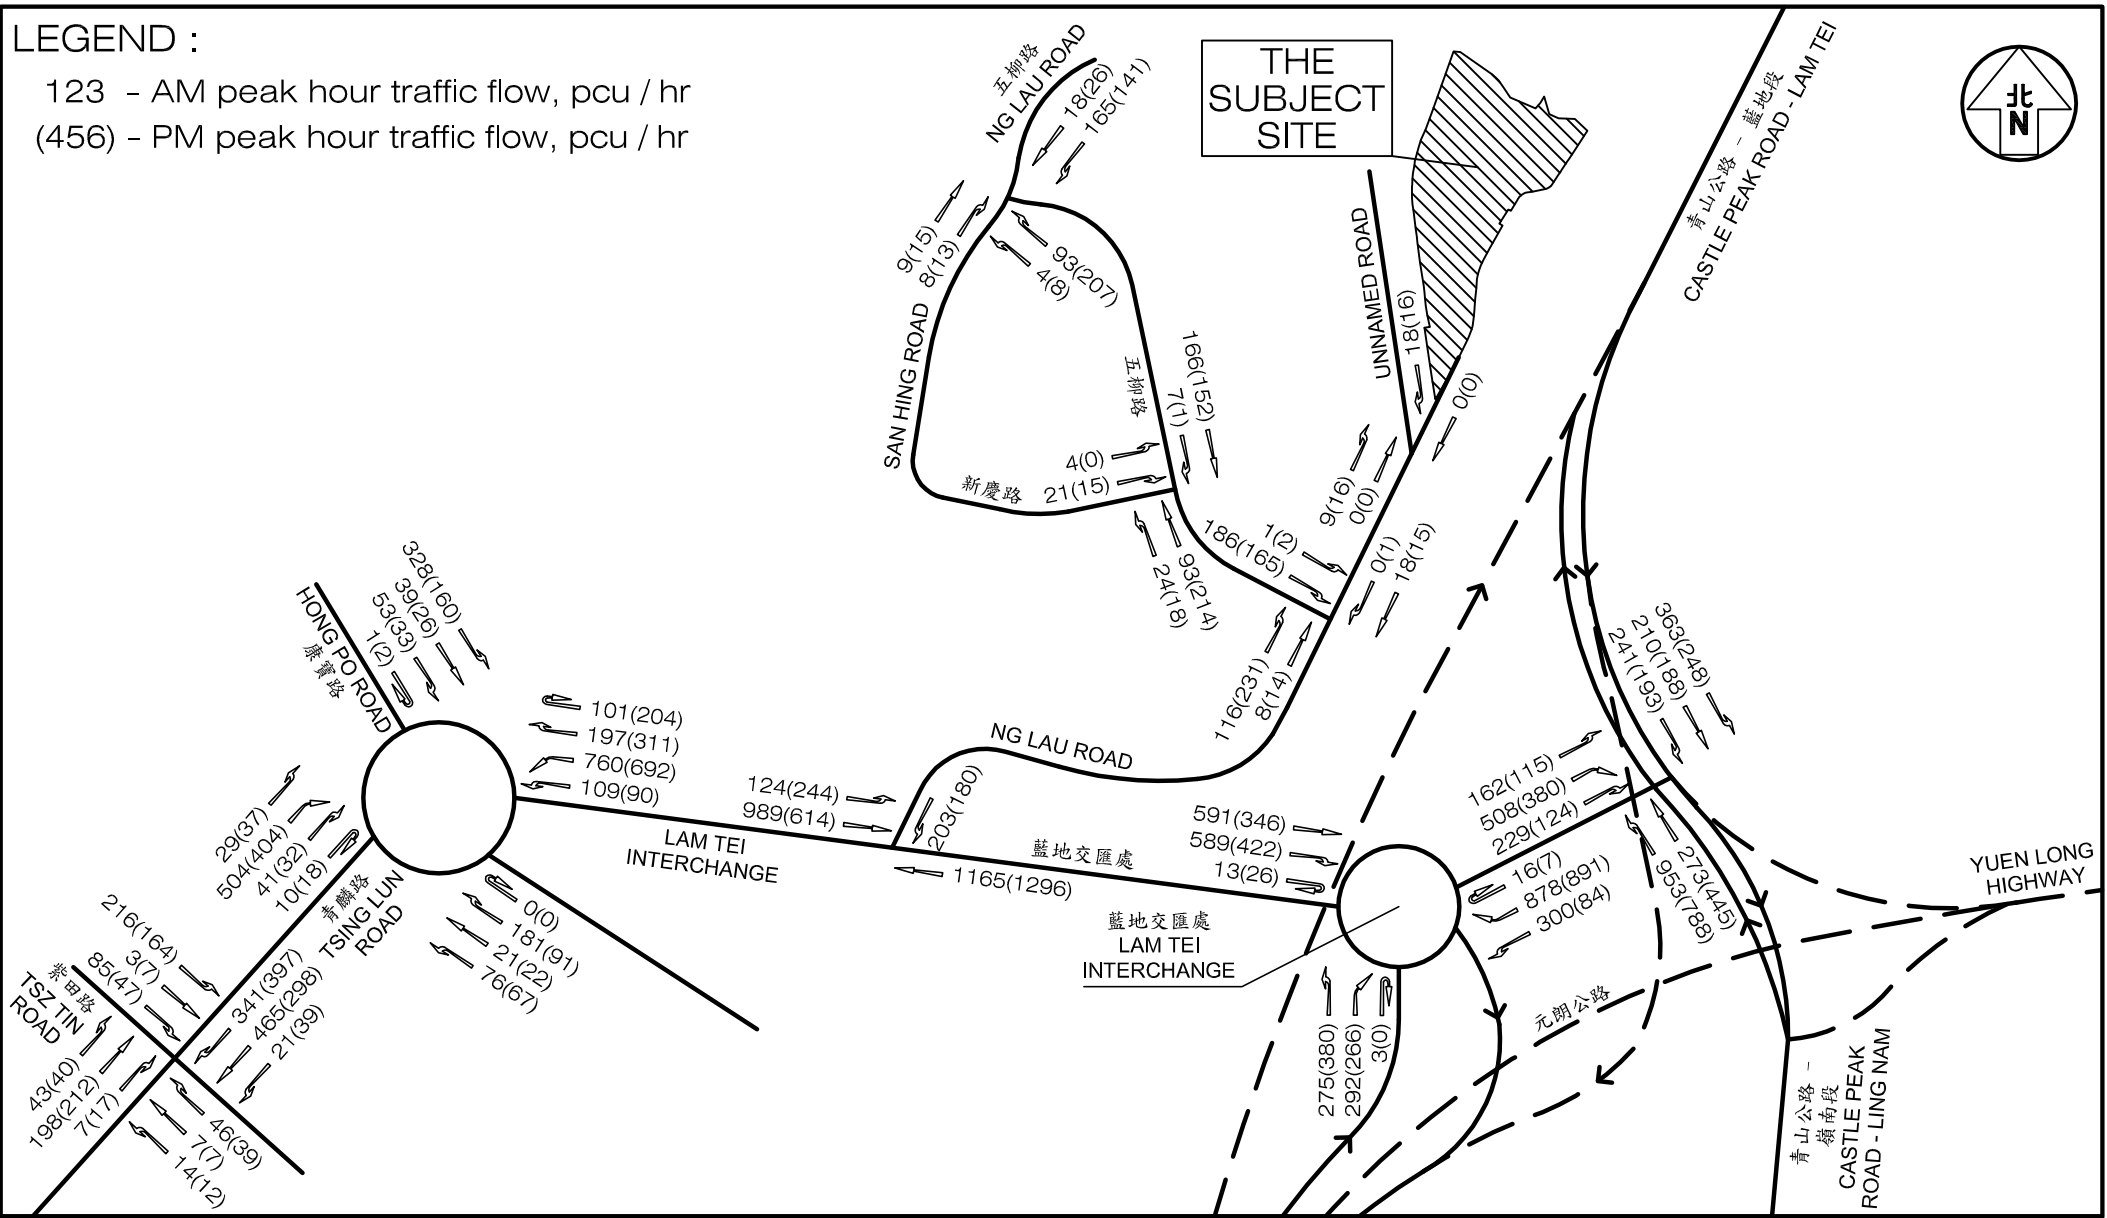 LEGEND :
123 - AM peak hour traffic flow, pcu / hr
(456) - PM peak hour traffic flow, pcu / hr
五柳路
NG LAU ROAD
18(26)
165(141)
THE
SUBJECT
SITE
青山公路 - 藍地段
CASTLE PEAK ROAD - LAM TEI
北
N
9(15)
8(13)
93(207)
4(8)
SAN HING ROAD
新慶路
五柳路
166(152)
7(1)
4(0)
21(15)
UNNAMED ROAD
18(16)
0(0)
9(16)
0(0)
1(2)
186(165)
93(214)
24(18)
0(1)
18(15)
116(231)
8(14)
NG LAU ROAD
328(160)
39(26)
53(33)
1(2)
HONG PO ROAD
康寶路
101(204)
197(311)
760(692)
109(90)
124(244)
989(614)
203(180)
LAM TEI
INTERCHANGE
藍地交匯處
1165(1296)
591(346)
589(422)
13(26)
藍地交匯處
LAM TEI
INTERCHANGE
363(248)
210(188)
241(193)
162(115)
508(380)
229(124)
16(7)
878(891)
300(84)
273(445)
953(788)
YUEN LONG
HIGHWAY
元朗公路
275(380)
292(266)
3(0)
青山公路 -
嶺南段
CASTLE PEAK
ROAD - LING NAM
29(37)
504(404)
41(32)
10(18)
青麟路
TSING LUN
ROAD
0(0)
181(91)
21(22)
76(67)
216(164)
3(7)
85(47)
紫田路
TSZ TIN
ROAD
341(397)
465(298)
21(39)
43(40)
198(212)
7(17)
46(39)
7(7)
14(12)